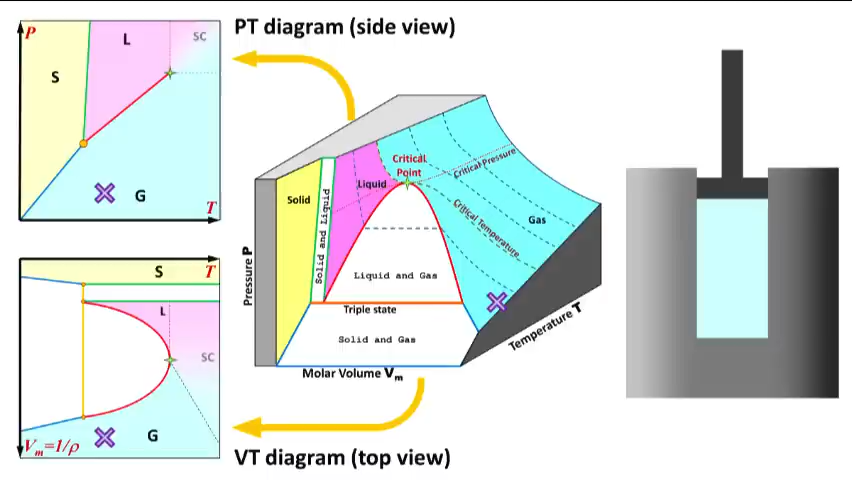 PT diagram (side view)
P
L
SC
S
G
T
Critical
Point
Critical Pressure
Liquid
Solid
Solid and Liquid
Gas
Critical Temperature
Pressure P
Liquid and Gas
Triple state
Solid and Gas
Temperature T
Molar Volume Vm
S
T
L
SC
G
Vm=1/ρ
VT diagram (top view)